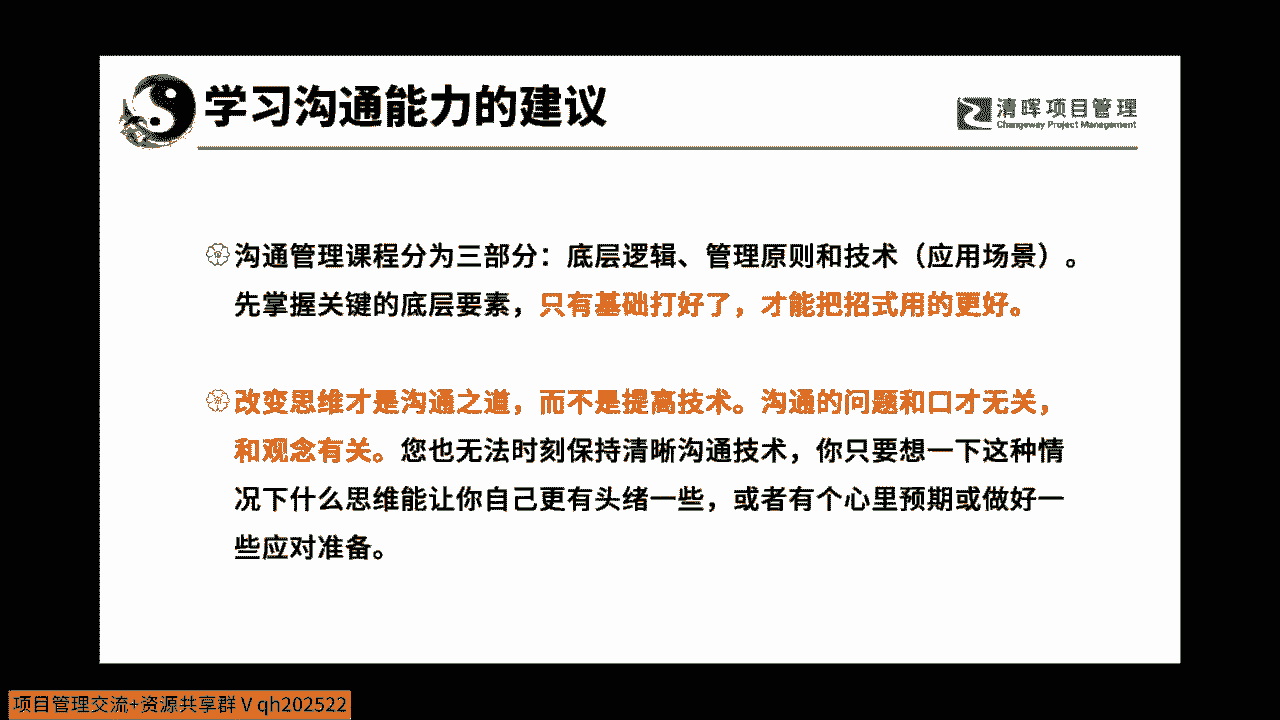 学习沟通能力的建议
清晖项目管理
Changeway Project Management
沟通管理课程分为三部分：底层逻辑、管理原则和技术（应用场景）。
先掌握关键的底层要素，只有基础打好了，才能把招式用的更好。
改变思维才是沟通之道，而不是提高技术。沟通的问题和口才无关，
和观念有关。您也无法时刻保持清晰沟通技术，你只要想一下这种情
况下什么思维能让你自己更有头绪一些，或者有个心里预期或做好一
些应对准备。
项目管理交流+资源共享群 V qh202522